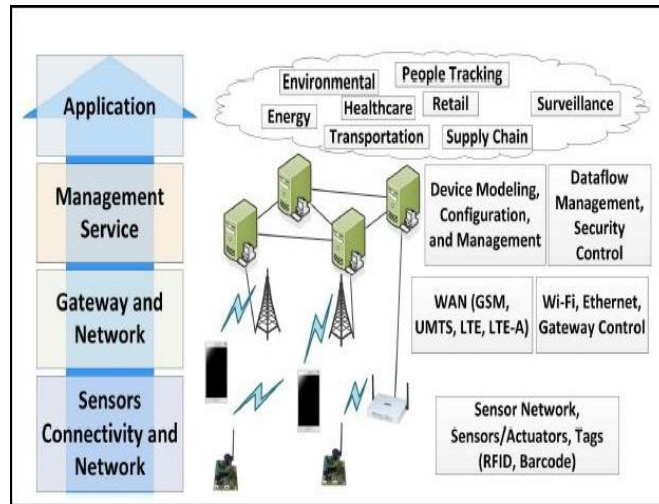 Application
Environmental
People Tracking
Energy
Healthcare
Retail
Surveillance
Transportation
Supply Chain
Management
Service
Device Modeling,
Configuration,
and Management
Dataflow
Management,
Security
Control
Gateway and
Network
WAN (GSM,
UMTS, LTE, LTE-A)
Wi-Fi, Ethernet,
Gateway Control
Sensors
Connectivity and
Network
Sensor Network,
Sensors/Actuators, Tags
(RFID, Barcode)